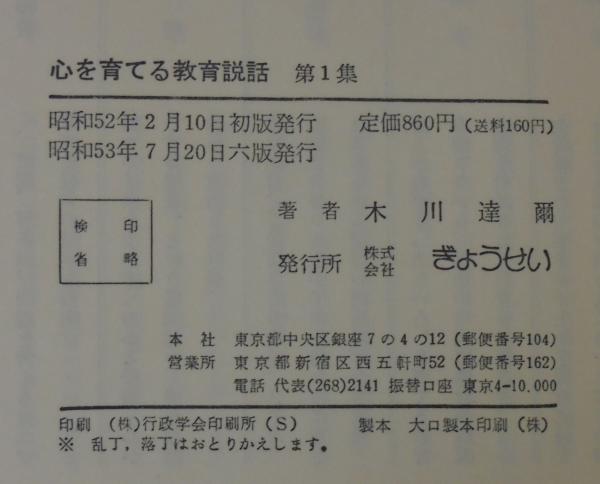 心を育てる教育説話　第1集
昭和52年2月10日初版発行　定価860円（送料160円）
昭和53年7月20日六版発行
検印
省略
著者　木川達爾
発行所　株式会社　ぎょうせい
本社　東京都中央区銀座7の4の12（郵便番号104）
営業所　東京都新宿区西五軒町52（郵便番号162）
電話 代表(268)2141 振替口座 東京4-10.000
印刷　（株）行政学会印刷所（S）　製本　大口製本印刷（株）
※ 乱丁，落丁はおとりかえします。